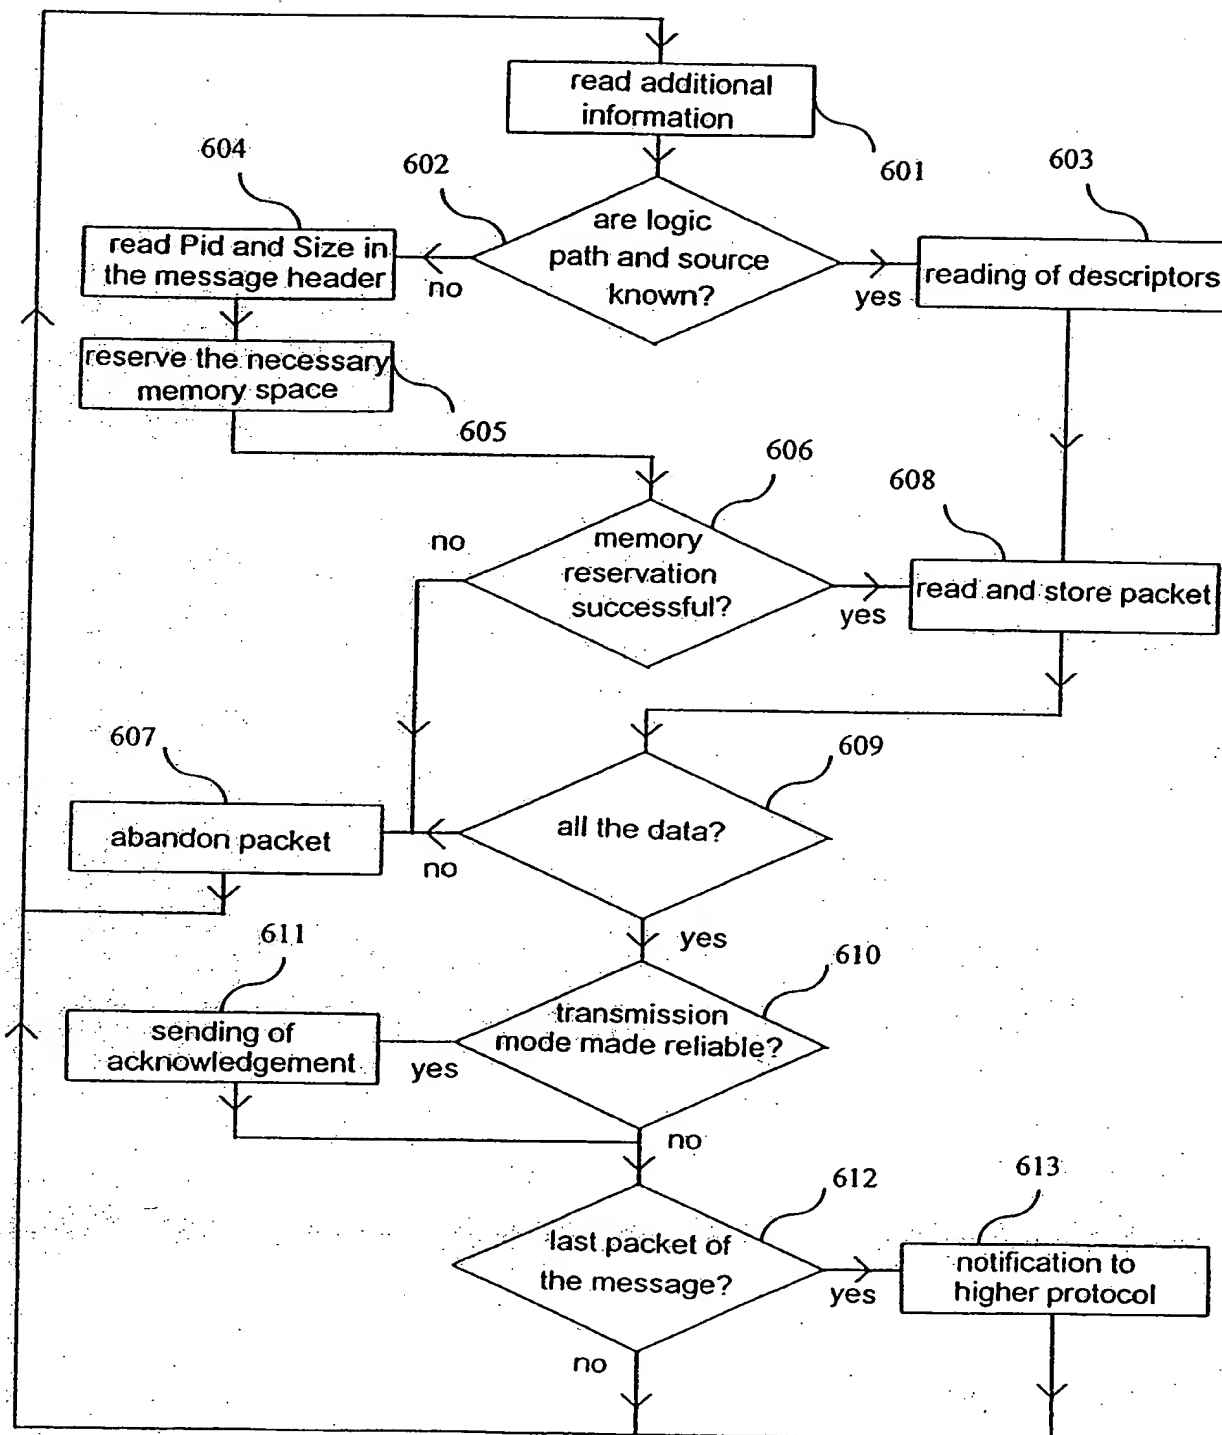 read additional
information
601
604
602
603
are logic
path and source
known?
read Pid and Size in
the message header
no
yes
reading of descriptors
reserve the necessary
memory space
605
606
608
no
memory
reservation
successful?
yes
read and store packet
607
609
abandon packet
no
all the data?
yes
611
610
sending of
acknowledgement
yes
transmission
mode made reliable?
no
612
613
last packet of
the message?
yes
notification to
higher protocol
no